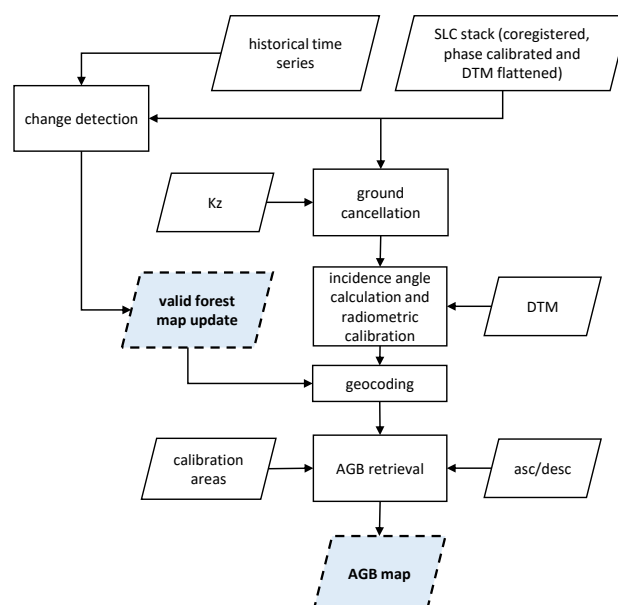 historical time
series
SLC stack (coregistered,
phase calibrated and
DTM flattened)
change detection
Kz
ground
cancellation
valid forest
map update
incidence angle
calculation and
radiometric
calibration
DTM
geocoding
calibration
areas
AGB retrieval
asc/desc
AGB map